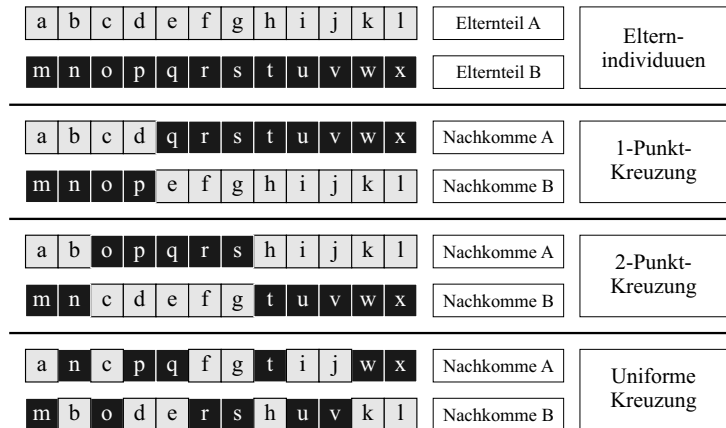 a b c d e f g h i j k l Elternteil A
m n o p q r s t u v w x Elternteil B
Eltern-
individuuen
a b c d q r s t u v w x Nachkomme A
m n o p e f g h i j k l Nachkomme B
1-Punkt-
Kreuzung
a b o p q r s h i j k l Nachkomme A
m n c d e f g t u v w x Nachkomme B
2-Punkt-
Kreuzung
a n c p q f g t i j w x Nachkomme A
m b o d e r s h u v k l Nachkomme B
Uniforme
Kreuzung